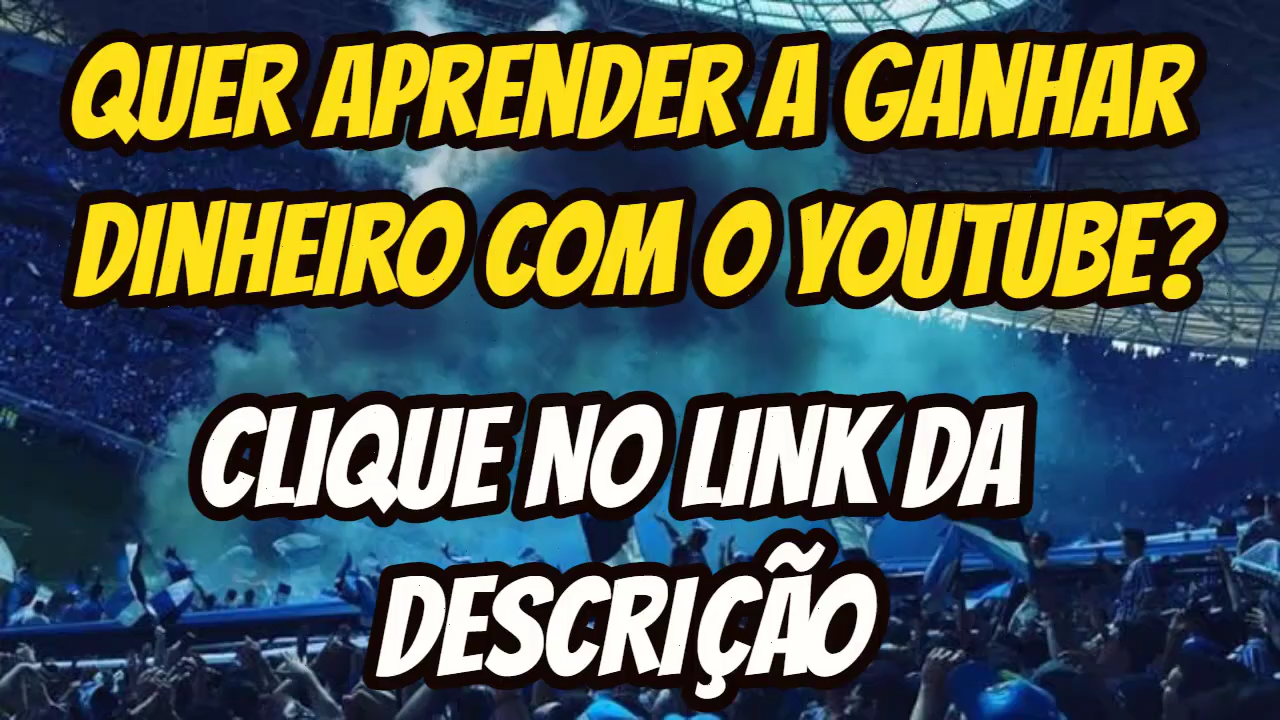 QUER APRENDER A GANHAR
DINHEIRO COM O YOUTUBE?
CLIQUE NO LINK DA
DESCRIÇÃO